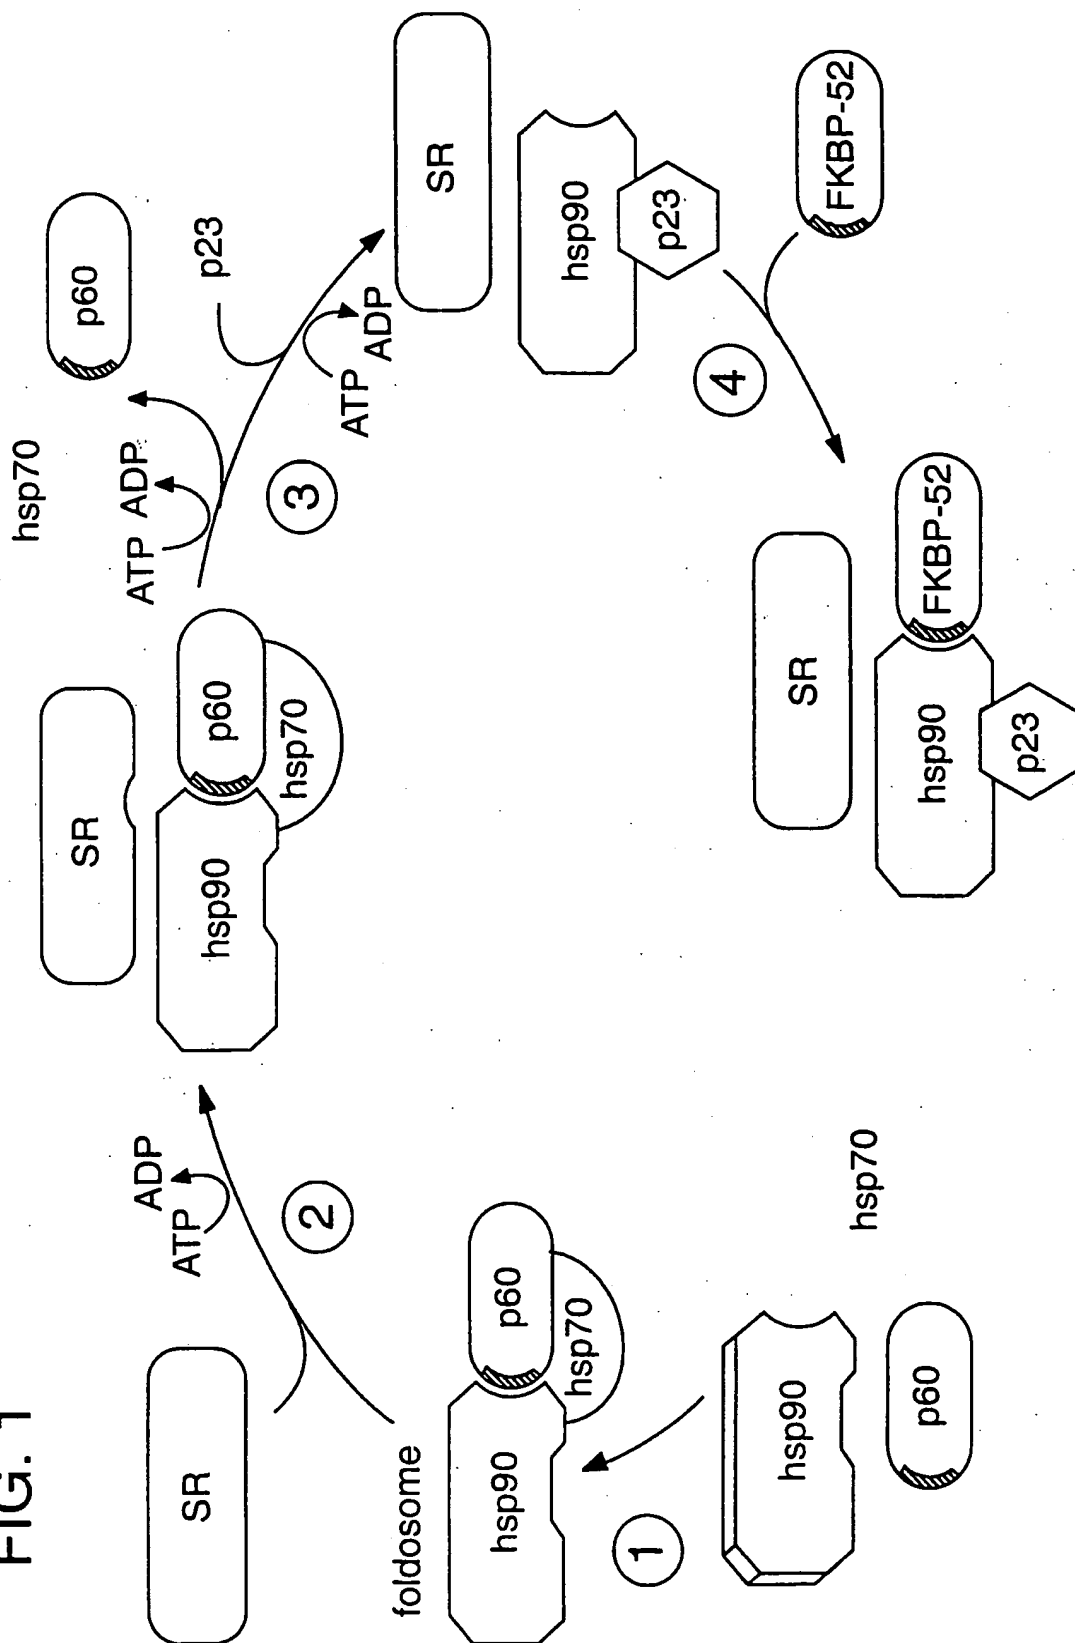 FIG. 1
hsp90
p60
hsp70
1
foldosome
hsp90
p60
hsp70
SR
2
ATP
ADP
SR
hsp90
p60
hsp70
3
ATP
ADP
hsp70
p60
p23
ATP
ADP
SR
hsp90
p23
4
FKBP-52
SR
hsp90
FKBP-52
p23